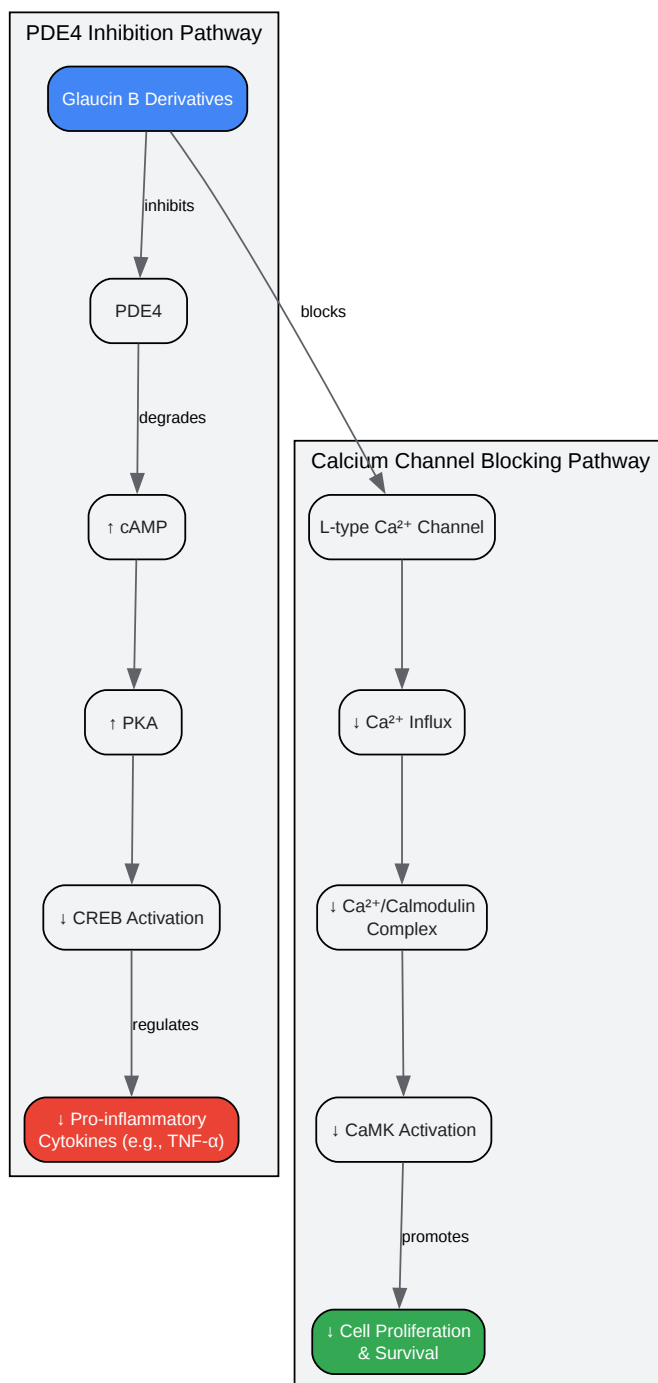 PDE4 Inhibition Pathway
Glaucin B Derivatives
inhibits
PDE4
degrades
↑ cAMP
↑ PKA
↓ CREB Activation
regulates
↓ Pro-inflammatory
Cytokines (e.g., TNF-α)
blocks
Calcium Channel Blocking Pathway
L-type Ca²⁺ Channel
↓ Ca²⁺ Influx
↓ Ca²⁺/Calmodulin
Complex
↓ CaMK Activation
promotes
↓ Cell Proliferation
& Survival